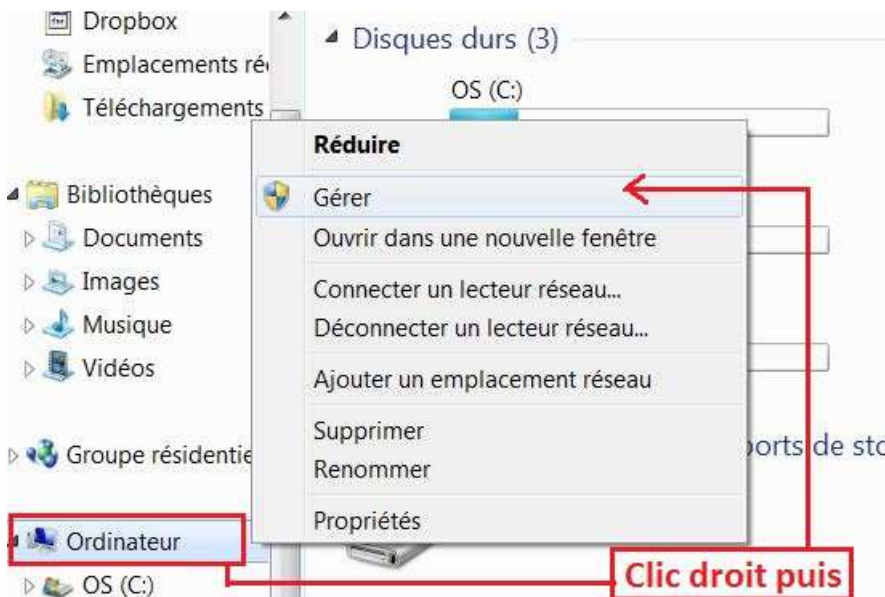 Dropbox
Emplacements ré
Téléchargements
Bibliothèques
Documents
Images
Musique
Vidéos
Groupe résidentie
Ordinateur
OS (C:)
Disques durs (3)
OS (C:)
Réduire
Gérer
Ouvrir dans une nouvelle fenêtre
Connecter un lecteur réseau...
Déconnecter un lecteur réseau...
Ajouter un emplacement réseau
Supprimer
Renommer
Propriétés
ports de sto
Clic droit puis